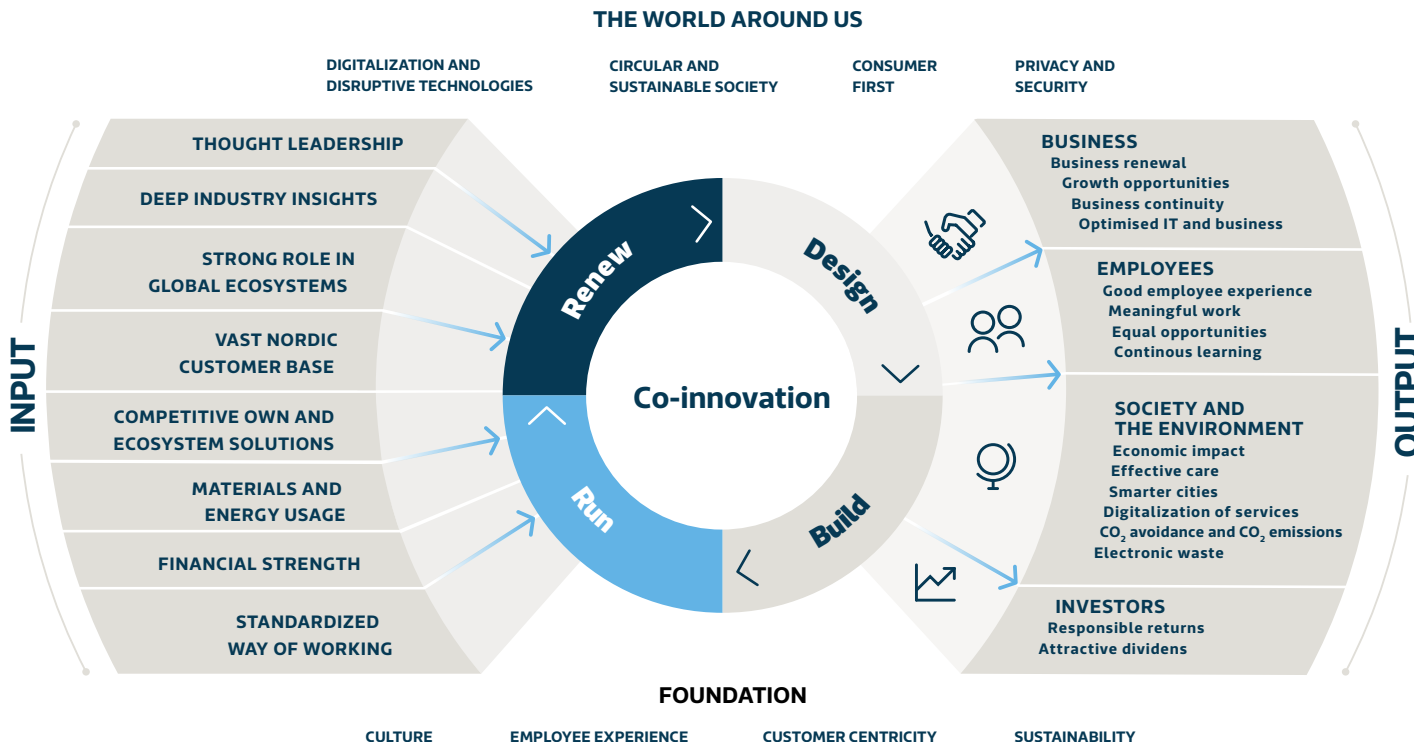 THE WORLD AROUND US
DIGITALIZATION AND
DISRUPTIVE TECHNOLOGIES
CIRCULAR AND
SUSTAINABLE SOCIETY
CONSUMER
FIRST
PRIVACY AND
SECURITY
INPUT
THOUGHT LEADERSHIP
DEEP INDUSTRY INSIGHTS
STRONG ROLE IN
GLOBAL ECOSYSTEMS
VAST NORDIC
CUSTOMER BASE
COMPETITIVE OWN AND
ECOSYSTEM SOLUTIONS
MATERIALS AND
ENERGY USAGE
FINANCIAL STRENGTH
STANDARDIZED
WAY OF WORKING
Renew
Design
Co-innovation
Run
Build
BUSINESS
Business renewal
Growth opportunities
Business continuity
Optimised IT and business
EMPLOYEES
Good employee experience
Meaningful work
Equal opportunities
Continous learning
SOCIETY AND
THE ENVIRONMENT
Economic impact
Effective care
Smarter cities
Digitalization of services
CO₂ avoidance and CO₂ emissions
Electronic waste
INVESTORS
Responsible returns
Attractive dividens
OUTPUT
FOUNDATION
CULTURE
EMPLOYEE EXPERIENCE
CUSTOMER CENTRICITY
SUSTAINABILITY